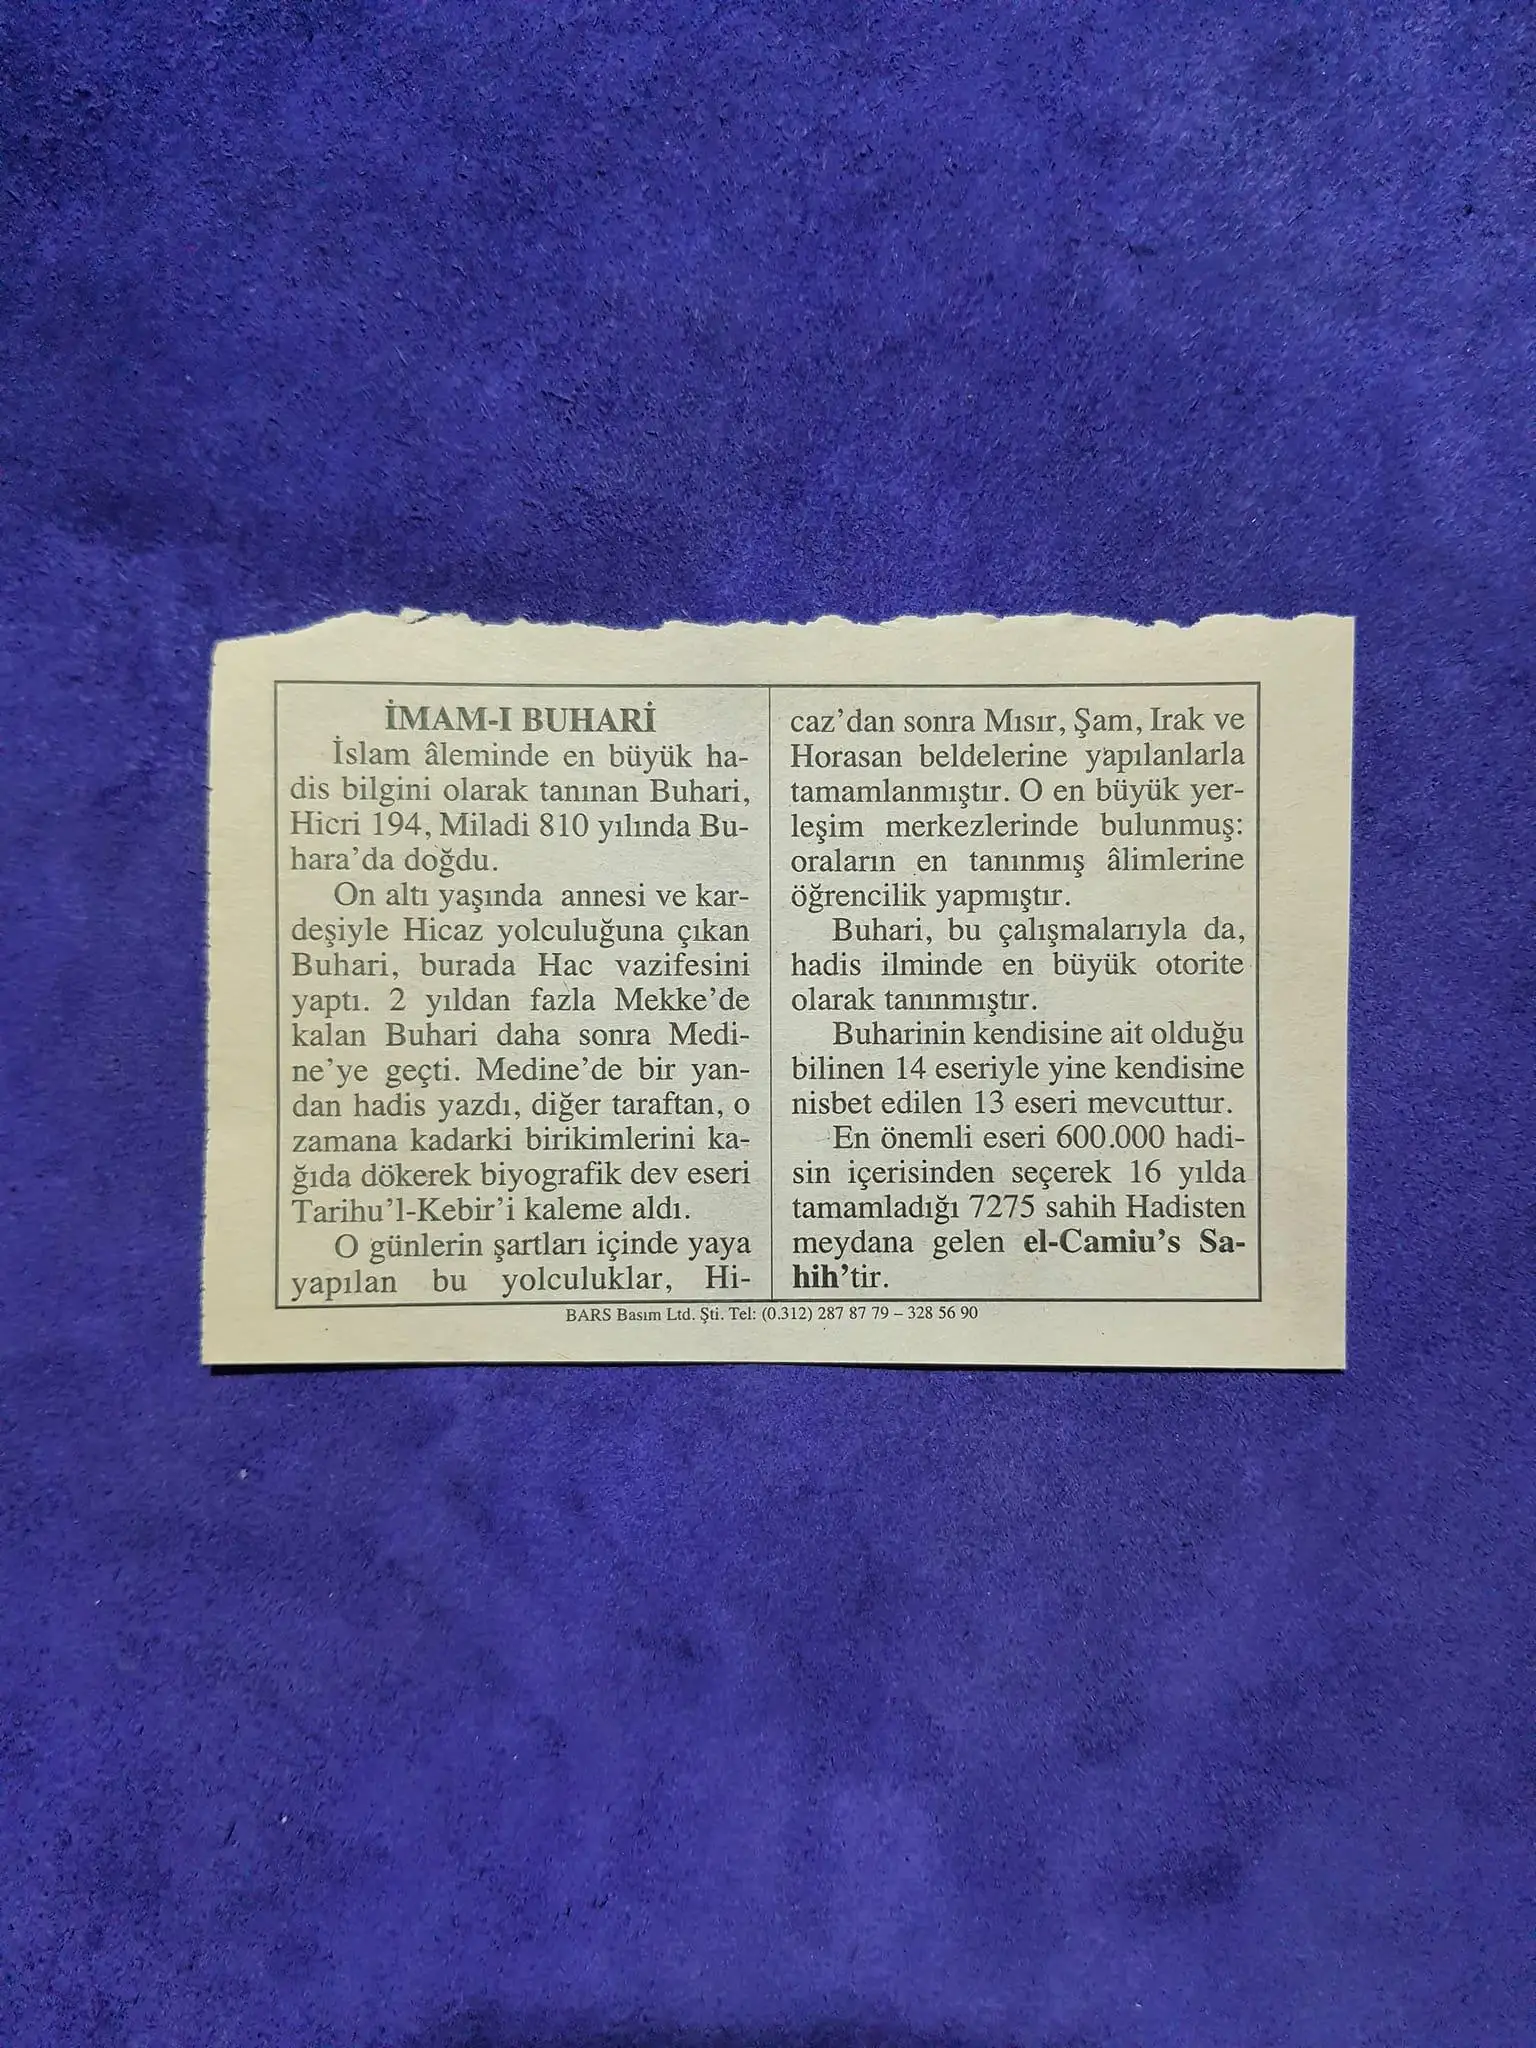 İMAM-I BUHARİ
İslam âleminde en büyük ha-
dis bilgini olarak tanınan Buhari,
Hicri 194, Miladi 810 yılında Bu-
hara’da doğdu.
On altı yaşında annesi ve kar-
deşiyle Hicaz yolculuğuna çıkan
Buhari, burada Hac vazifesini
yaptı. 2 yıldan fazla Mekke’de
kalan Buhari daha sonra Medi-
ne’ye geçti. Medine’de bir yan-
dan hadis yazdı, diğer taraftan, o
zamana kadarki birikimlerini ka-
ğıda dökerek biyografik dev eseri
Tarihu’l-Kebir’i kaleme aldı.
O günlerin şartları içinde yaya
yapılan bu yolculuklar, Hi-
caz’dan sonra Mısır, Şam, Irak ve
Horasan beldelerine yapılanlarla
tamamlanmıştır. O en büyük yer-
leşim merkezlerinde bulunmuş:
oraların en tanınmış âlimlerine
öğrencilik yapmıştır.
Buhari, bu çalışmalarıyla da,
hadis ilminde en büyük otorite
olarak tanınmıştır.
Buharinin kendisine ait olduğu
bilinen 14 eseriyle yine kendisine
nisbet edilen 13 eseri mevcuttur.
En önemli eseri 600.000 hadi-
sin içerisinden seçerek 16 yılda
tamamladığı 7275 sahih Hadisten
meydana gelen el-Camiu’s Sa-
hih’tir.
BARS Basım Ltd. Şti. Tel: (0.312) 287 87 79 – 328 56 90